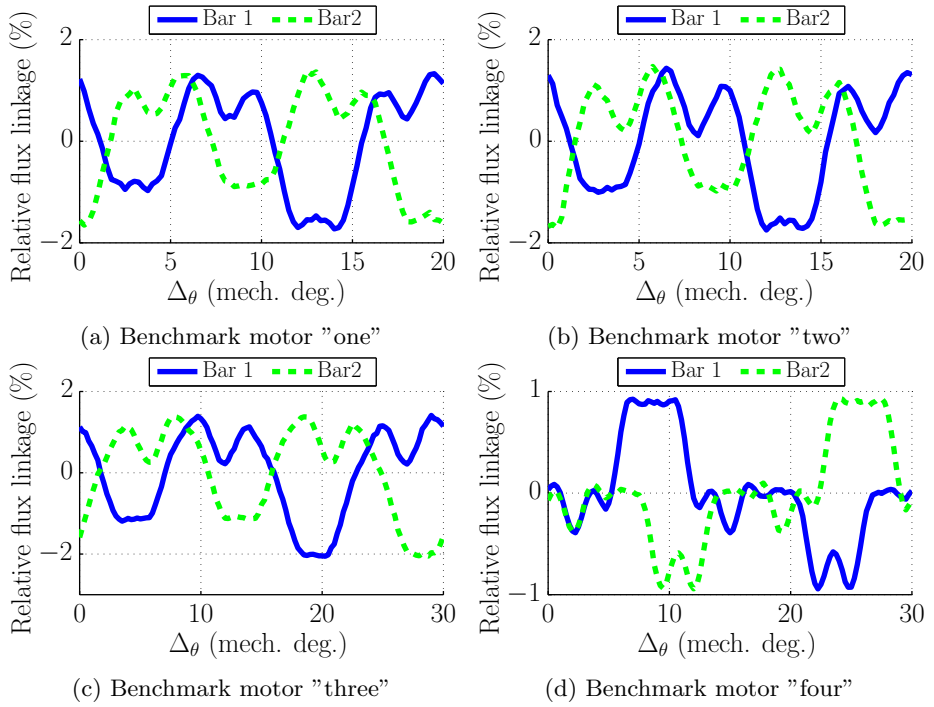 Bar 1 Bar2
Relative flux linkage (%)
2
0
−2
0 5 10 15 20
Δθ (mech. deg.)
(a) Benchmark motor "one"
Bar 1 Bar2
Relative flux linkage (%)
2
0
−2
0 5 10 15 20
Δθ (mech. deg.)
(b) Benchmark motor "two"
Bar 1 Bar2
Relative flux linkage (%)
2
0
−2
0 10 20 30
Δθ (mech. deg.)
(c) Benchmark motor "three"
Bar 1 Bar2
Relative flux linkage (%)
1
0
−1
0 10 20 30
Δθ (mech. deg.)
(d) Benchmark motor "four"